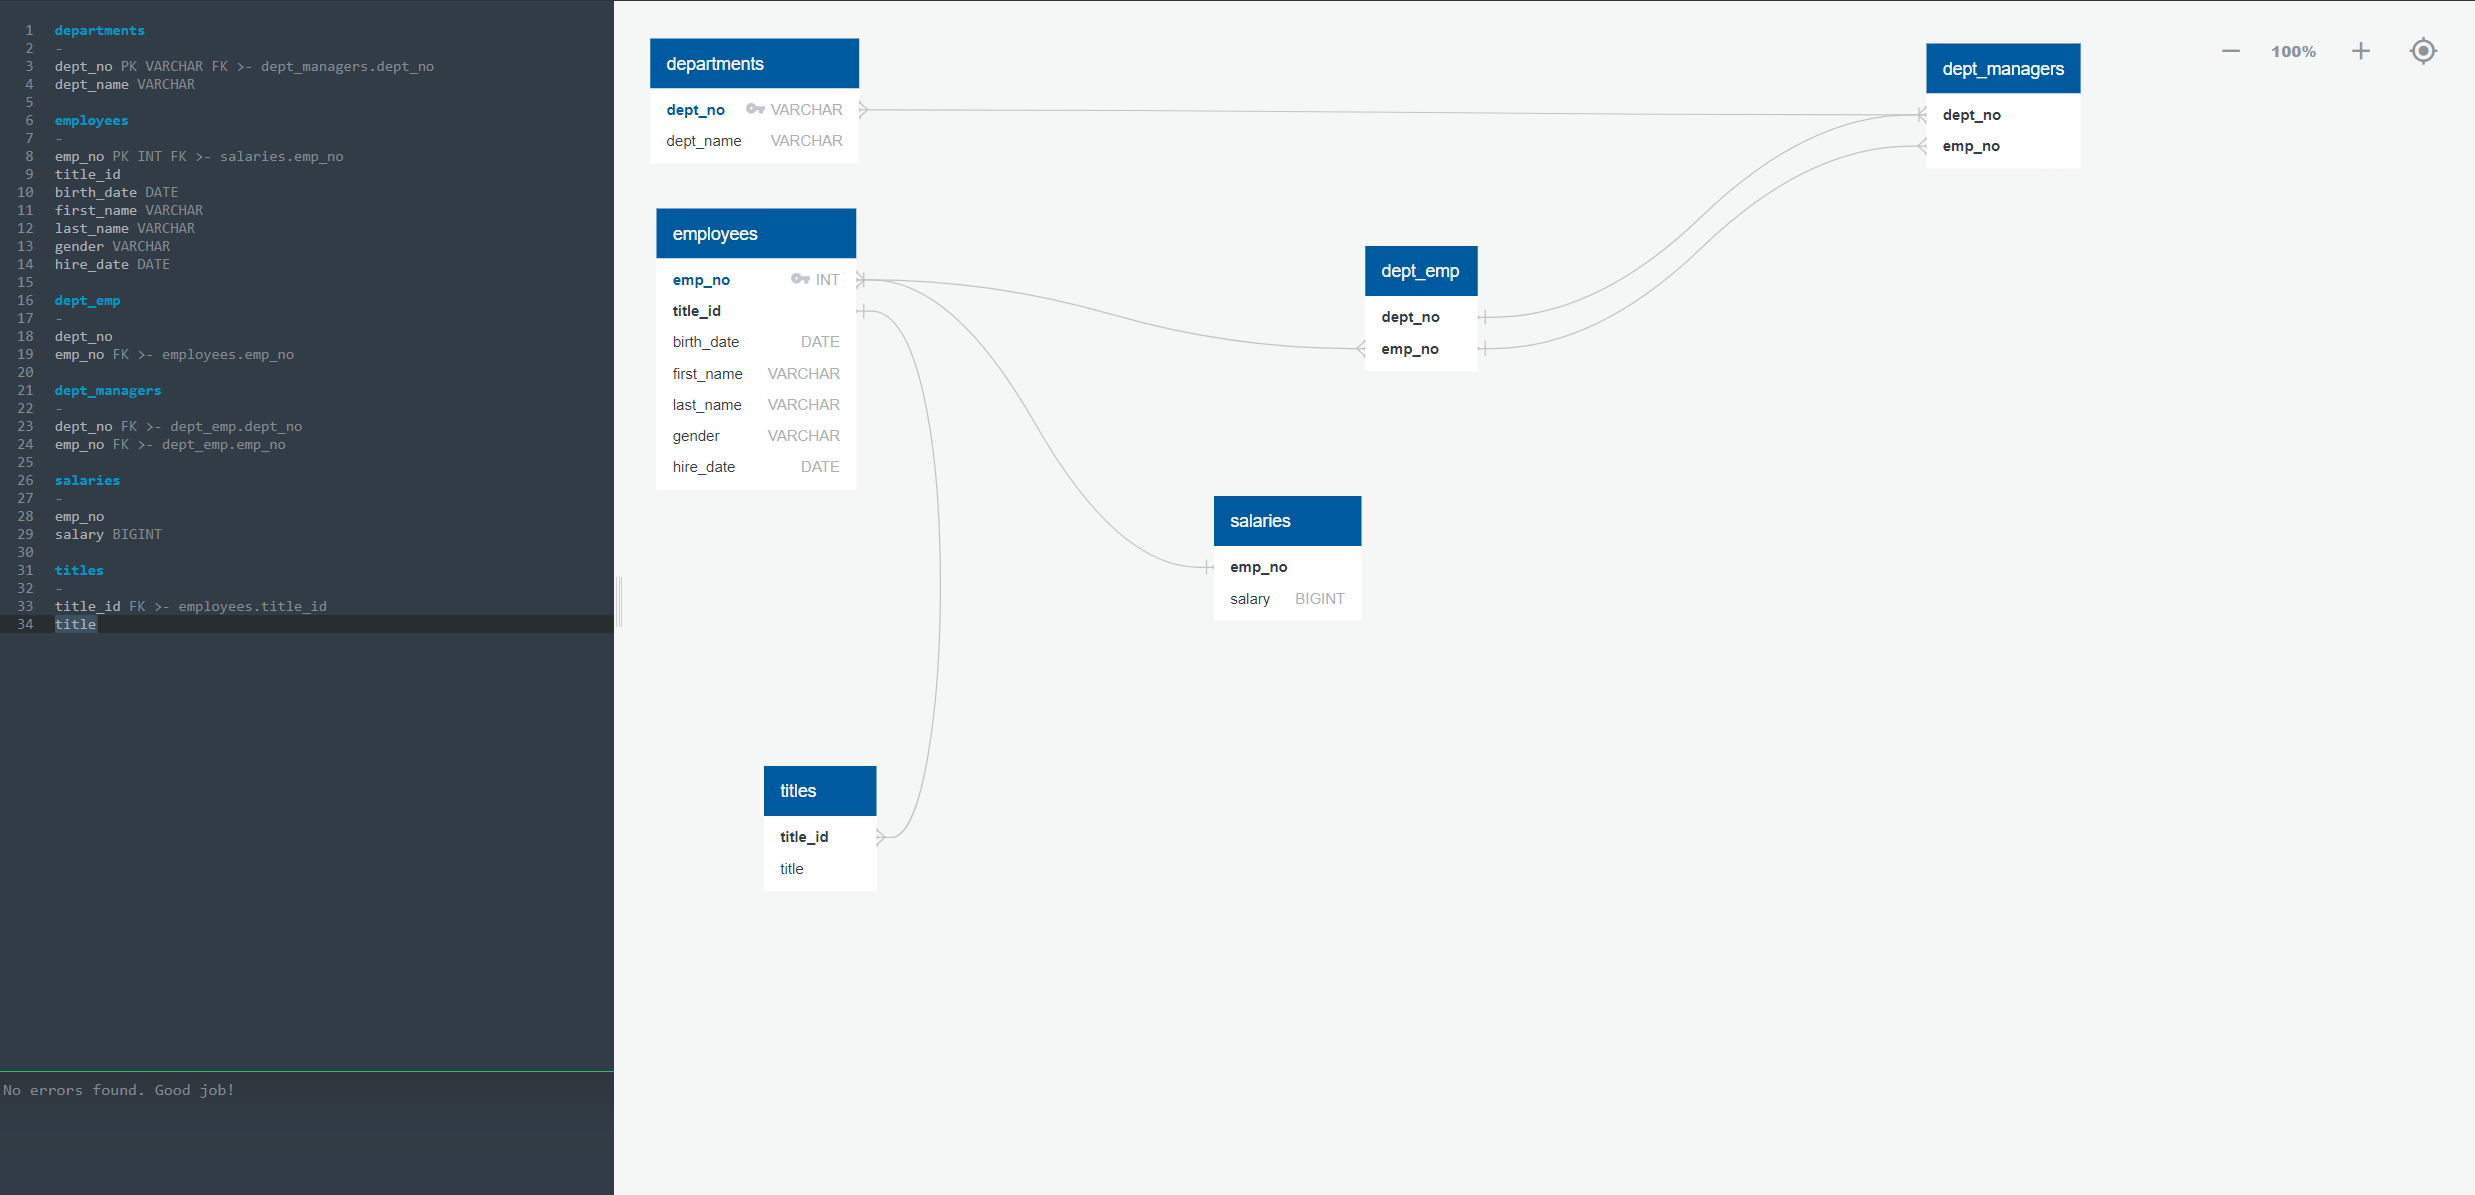 1 departments
2 -
3 dept_no PK VARCHAR FK >- dept_managers.dept_no
4 dept_name VARCHAR
5
6 employees
7 -
8 emp_no PK INT FK >- salaries.emp_no
9 title_id
10 birth_date DATE
11 first_name VARCHAR
12 last_name VARCHAR
13 gender VARCHAR
14 hire_date DATE
15
16 dept_emp
17 -
18 dept_no
19 emp_no FK >- employees.emp_no
20
21 dept_managers
22 -
23 dept_no FK >- dept_emp.dept_no
24 emp_no FK >- dept_emp.emp_no
25
26 salaries
27 -
28 emp_no
29 salary BIGINT
30
31 titles
32 -
33 title_id FK >- employees.title_id
34 title
No errors found. Good job!
departments
dept_no VARCHAR
dept_name VARCHAR
employees
emp_no INT
title_id
birth_date DATE
first_name VARCHAR
last_name VARCHAR
gender VARCHAR
hire_date DATE
titles
title_id
title
salaries
emp_no
salary BIGINT
dept_emp
dept_no
emp_no
dept_managers
dept_no
emp_no
100%